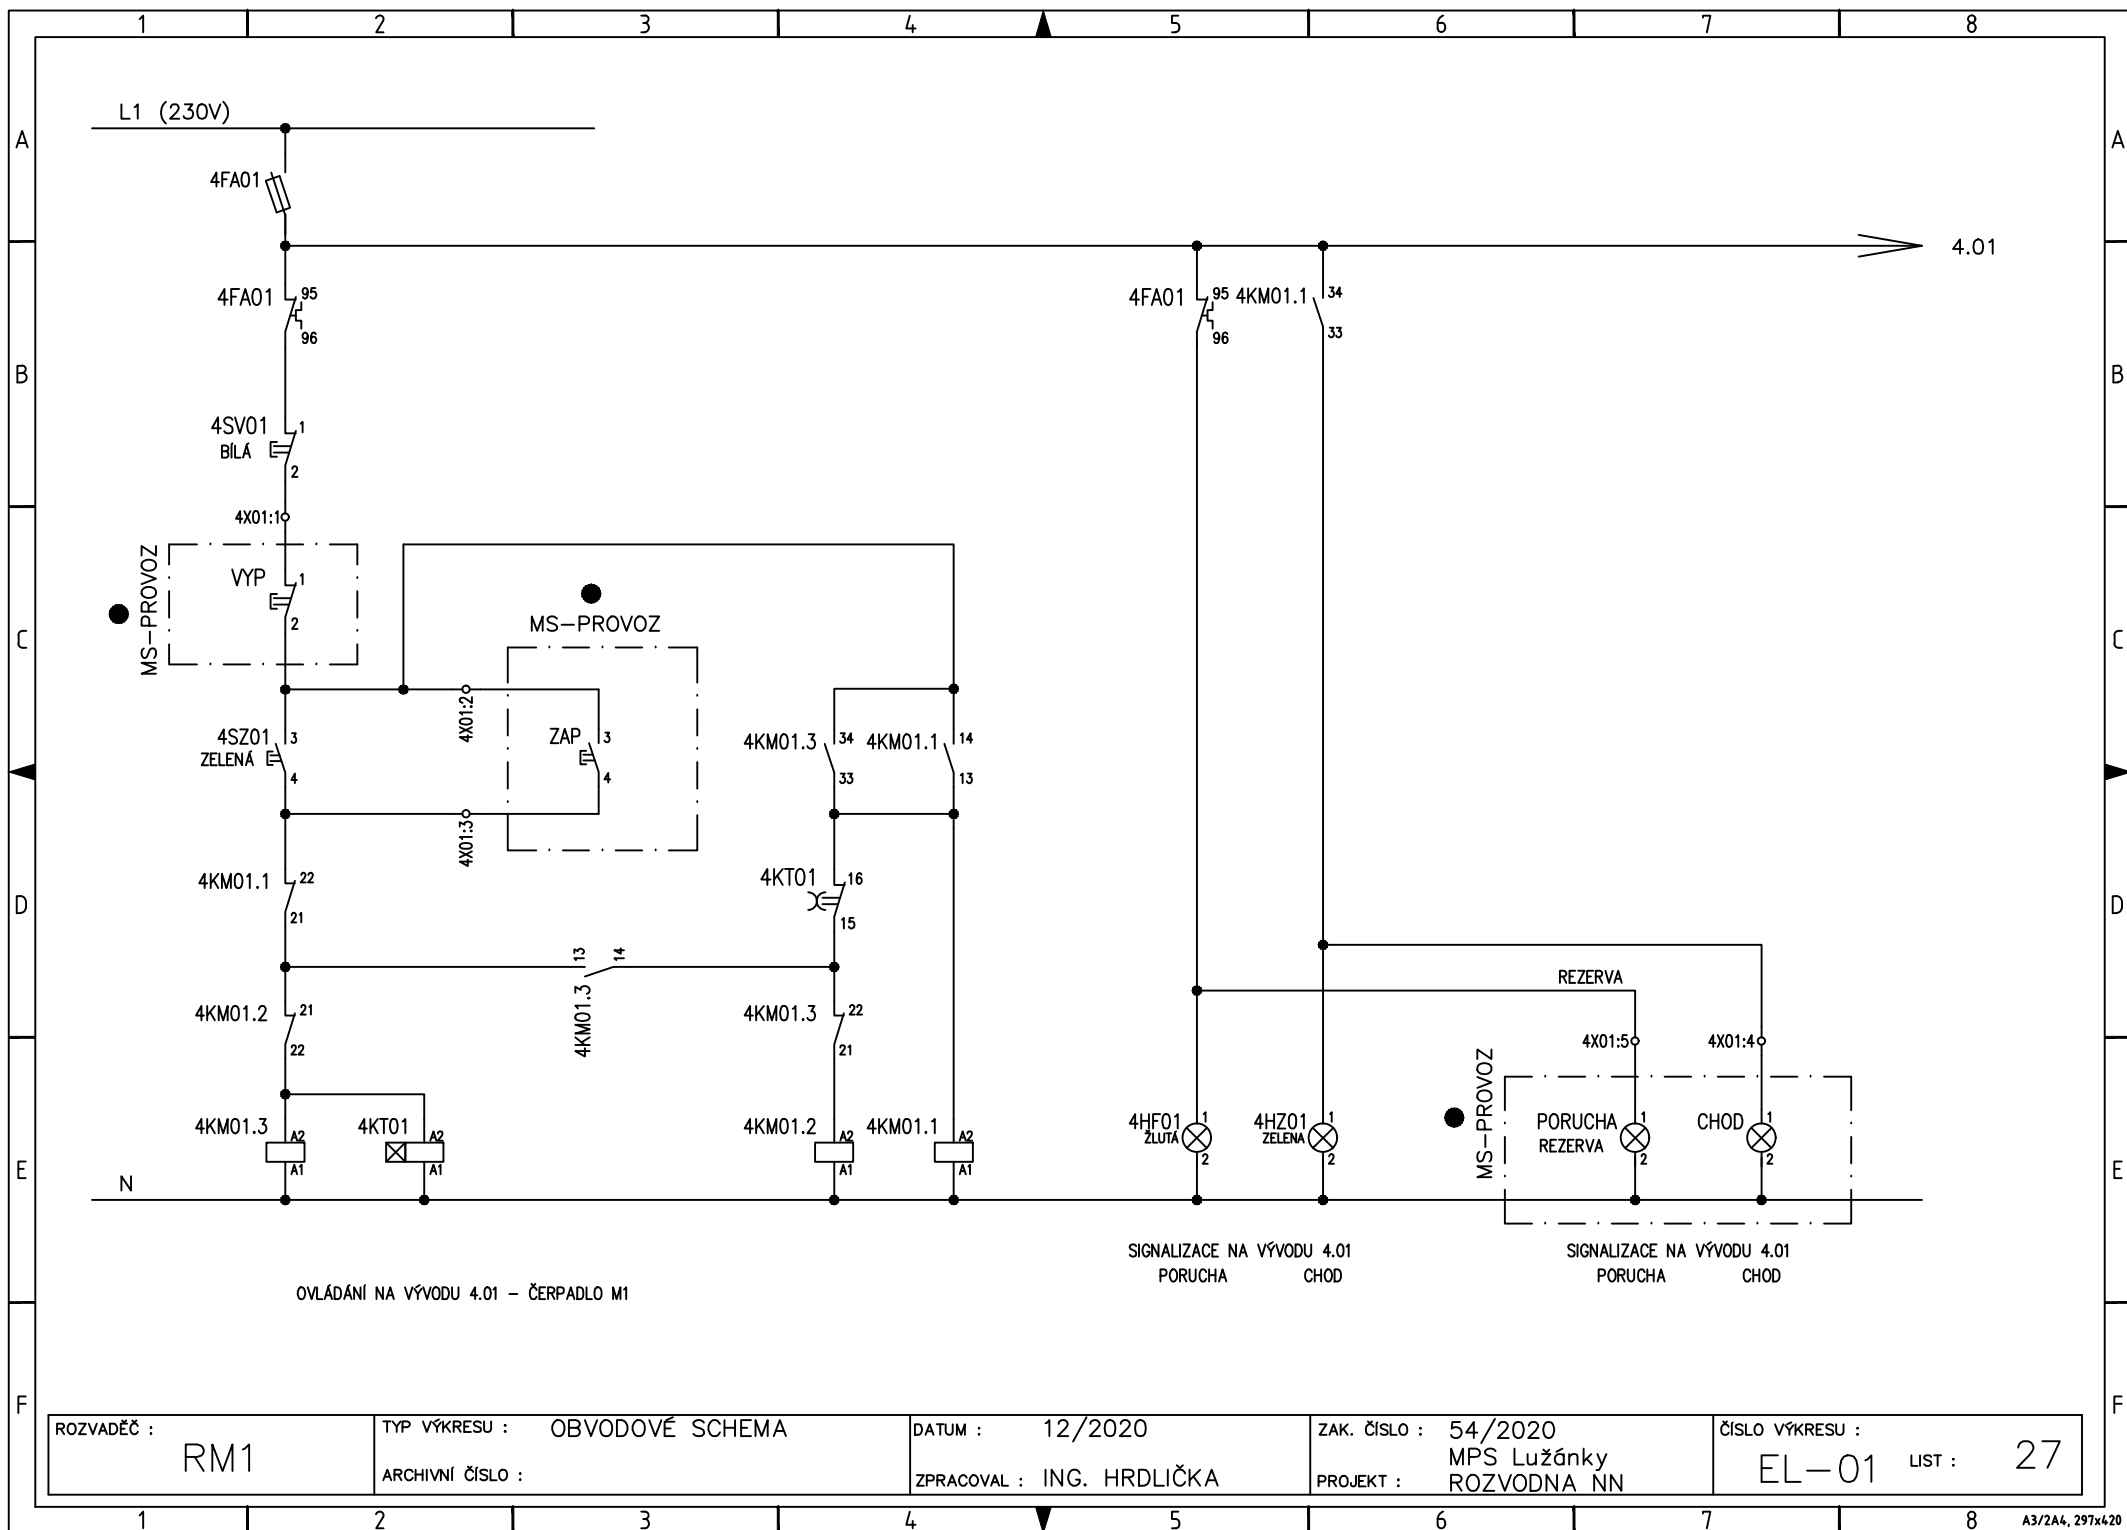 1 2 3 4 5 6 7 8
A A
L1 (230V)
4FA01
4.01
4FA01 95
96
4FA01 95
96
4KM01.1 34
33
B B
4SV01 1
BÍLÁ
2
4X01:1
MS-PROVOZ
VYP 1
2
MS-PROVOZ
C C
4X01:2
4SZ01 3
ZELENÁ
4
ZAP 3
4
4KM01.3 34
33
4KM01.1 14
13
4X01:3
4KM01.1 22
21
4KT01 16
15
D D
13 14
4KM01.3
REZERVA
4KM01.2 21
22
4KM01.3 22
21
4X01:5
4X01:4
MS-PROVOZ
4KM01.3 A2
A1
4KT01 A2
A1
4KM01.2 A2
A1
4KM01.1 A2
A1
4HF01 1
ŽLUTÁ
2
4HZ01 1
ZELENA
2
PORUCHA 1
REZERVA
2
CHOD 1
2
E E
N
SIGNALIZACE NA VÝVODU 4.01
PORUCHA CHOD
SIGNALIZACE NA VÝVODU 4.01
PORUCHA CHOD
OVLÁDÁNÍ NA VÝVODU 4.01 – ČERPADLO M1
F F
ROZVADĚČ :
RM1
TYP VÝKRESU : OBVODOVÉ SCHEMA
ARCHIVNÍ ČÍSLO :
DATUM : 12/2020
ZPRACOVAL : ING. HRDLIČKA
ZAK. ČÍSLO : 54/2020
MPS Lužánky
PROJEKT : ROZVODNA NN
ČÍSLO VÝKRESU :
EL-01 LIST : 27
1 2 3 4 5 6 7 8
A3/2A4, 297x420